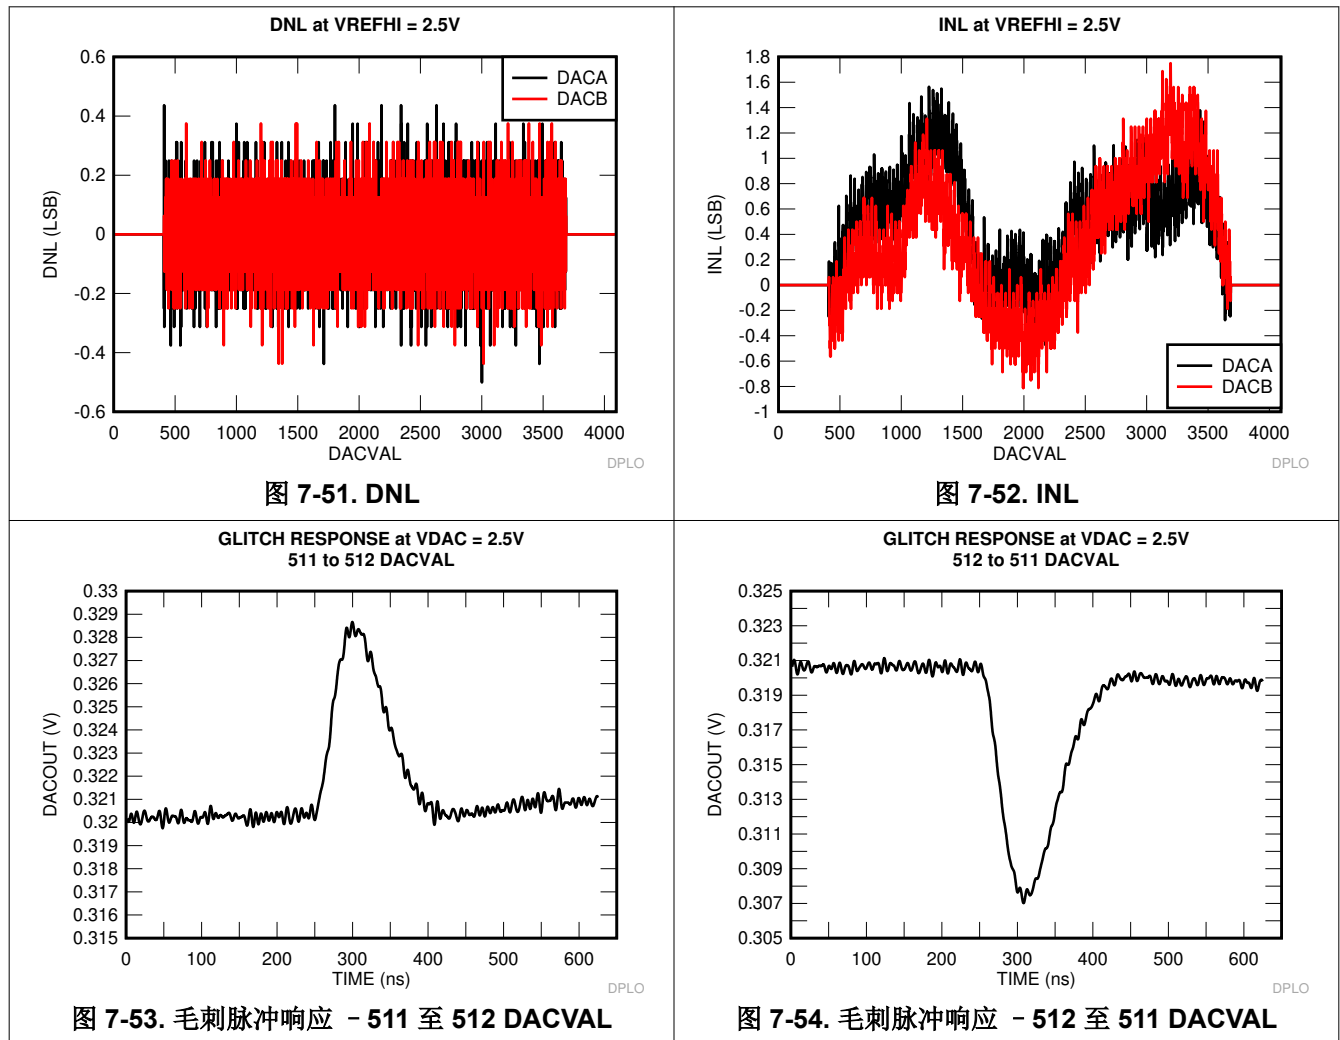 DNL at VREFHI = 2.5V
0.6
0.4
0.2
0
-0.2
-0.4
-0.6
DNL (LSB)
DACA
DACB
0 500 1000 1500 2000 2500 3000 3500 4000
DACVAL
DPLO
图 7-51. DNL
INL at VREFHI = 2.5V
1.8
1.6
1.4
1.2
1
0.8
0.6
0.4
0.2
0
-0.2
-0.4
-0.6
-0.8
-1
INL (LSB)
DACA
DACB
0 500 1000 1500 2000 2500 3000 3500 4000
DACVAL
DPLO
图 7-52. INL
GLITCH RESPONSE at VDAC = 2.5V
511 to 512 DACVAL
0.33
0.329
0.328
0.327
0.326
0.325
0.324
0.323
0.322
0.321
0.32
0.319
0.318
0.317
0.316
0.315
DACOUT (V)
0 100 200 300 400 500 600
TIME (ns)
DPLO
图 7-53. 毛刺脉冲响应 – 511 至 512 DACVAL
GLITCH RESPONSE at VDAC = 2.5V
512 to 511 DACVAL
0.325
0.323
0.321
0.319
0.317
0.315
0.313
0.311
0.309
0.307
0.305
DACOUT (V)
0 100 200 300 400 500 600
TIME (ns)
DPLO
图 7-54. 毛刺脉冲响应 – 512 至 511 DACVAL